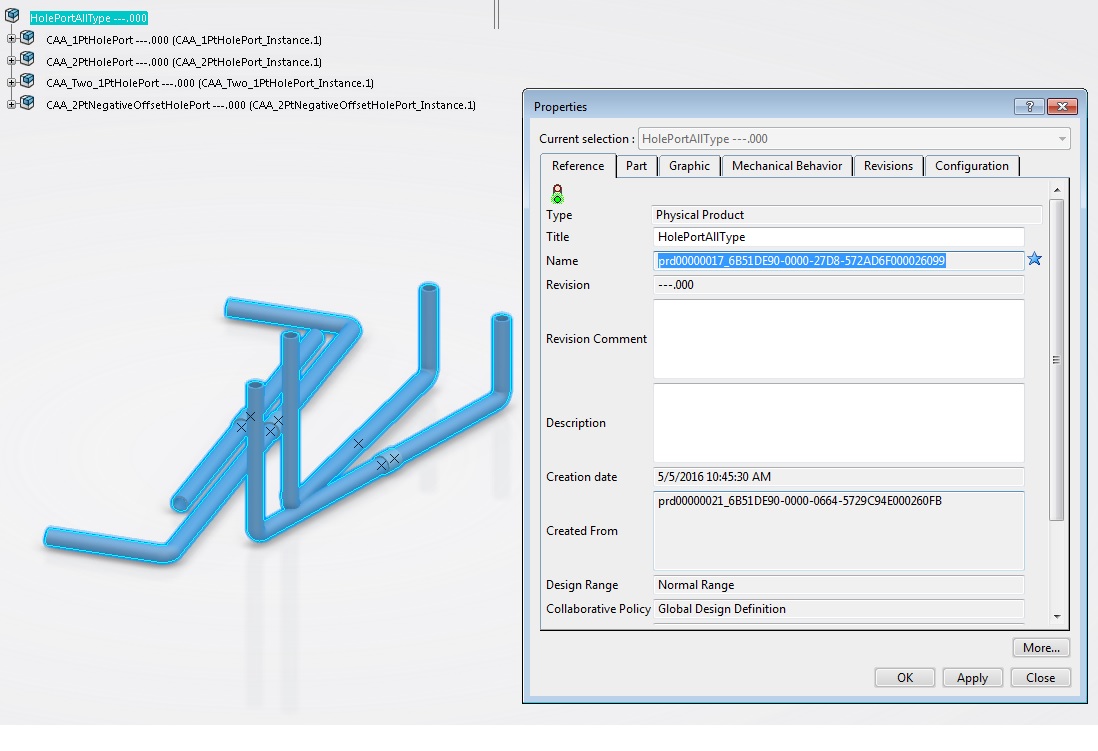 HolePortAllType ---.000
CAA_1PtHolePort ---.000 (CAA_1PtHolePort_Instance.1)
CAA_2PtHolePort ---.000 (CAA_2PtHolePort_Instance.1)
CAA_Two_1PtHolePort ---.000 (CAA_Two_1PtHolePort_Instance.1)
CAA_2PtNegativeOffsetHolePort ---.000 (CAA_2PtNegativeOffsetHolePort_Instance.1)
Properties
Current selection : HolePortAllType ---.000
Reference Part Graphic Mechanical Behavior Revisions Configuration
Type Physical Product
Title HolePortAllType
Name prd00000017_6B51DE90-0000-27D8-572AD6F000026099
Revision ---.000
Revision Comment
Description
Creation date 5/5/2016 10:45:30 AM
prd00000021_6B51DE90-0000-0664-5729C94E000260FB
Created From
Design Range Normal Range
Collaborative Policy Global Design Definition
More...
OK Apply Close